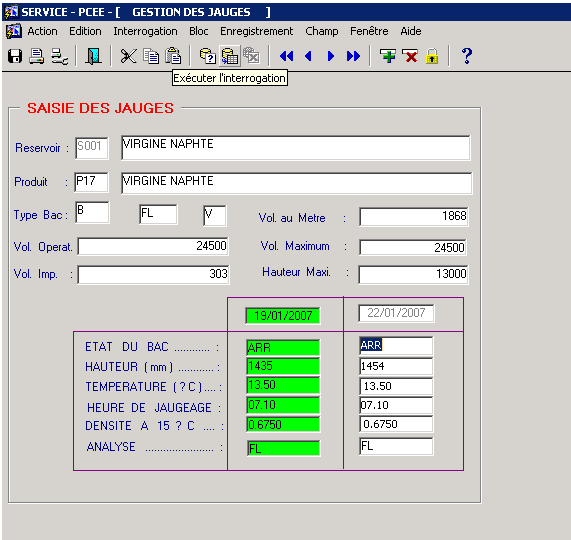 SERVICE - PCEE - [ GESTION DES JAUGES ]
Action Edition Interrogation Bloc Enregistrement Champ Fenêtre Aide
Exécuter l'interrogation
SAISIE DES JAUGES
Reservoir : S001 VIRGINE NAPHTE
Produit : P17 VIRGINE NAPHTE
Type Bac : B FL V Vol. au Metre : 1868
Vol. Operat. 24500 Vol. Maximum : 24500
Vol. Imp. : 303 Hauteur Maxi. : 13000
19/01/2007 22/01/2007
ETAT DU BAC ............ : ARR ARR
HAUTEUR ( mm ) ............ : 1435 1454
TEMPERATURE ( ? C ) .... : 13.50 13.50
HEURE DE JAUGEAGE : 07.10 07.10
DENSITE A 15 ? C .... : 0.6750 0.6750
ANALYSE ....................... : FL FL